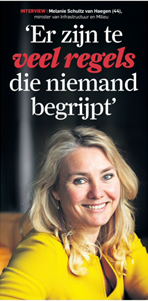 INTERVIEW | Melanie Schultz van Haegen (44),
minister van Infrastructuur en Milieu
'Er zijn te
veel regels
die niemand
begrijpt'